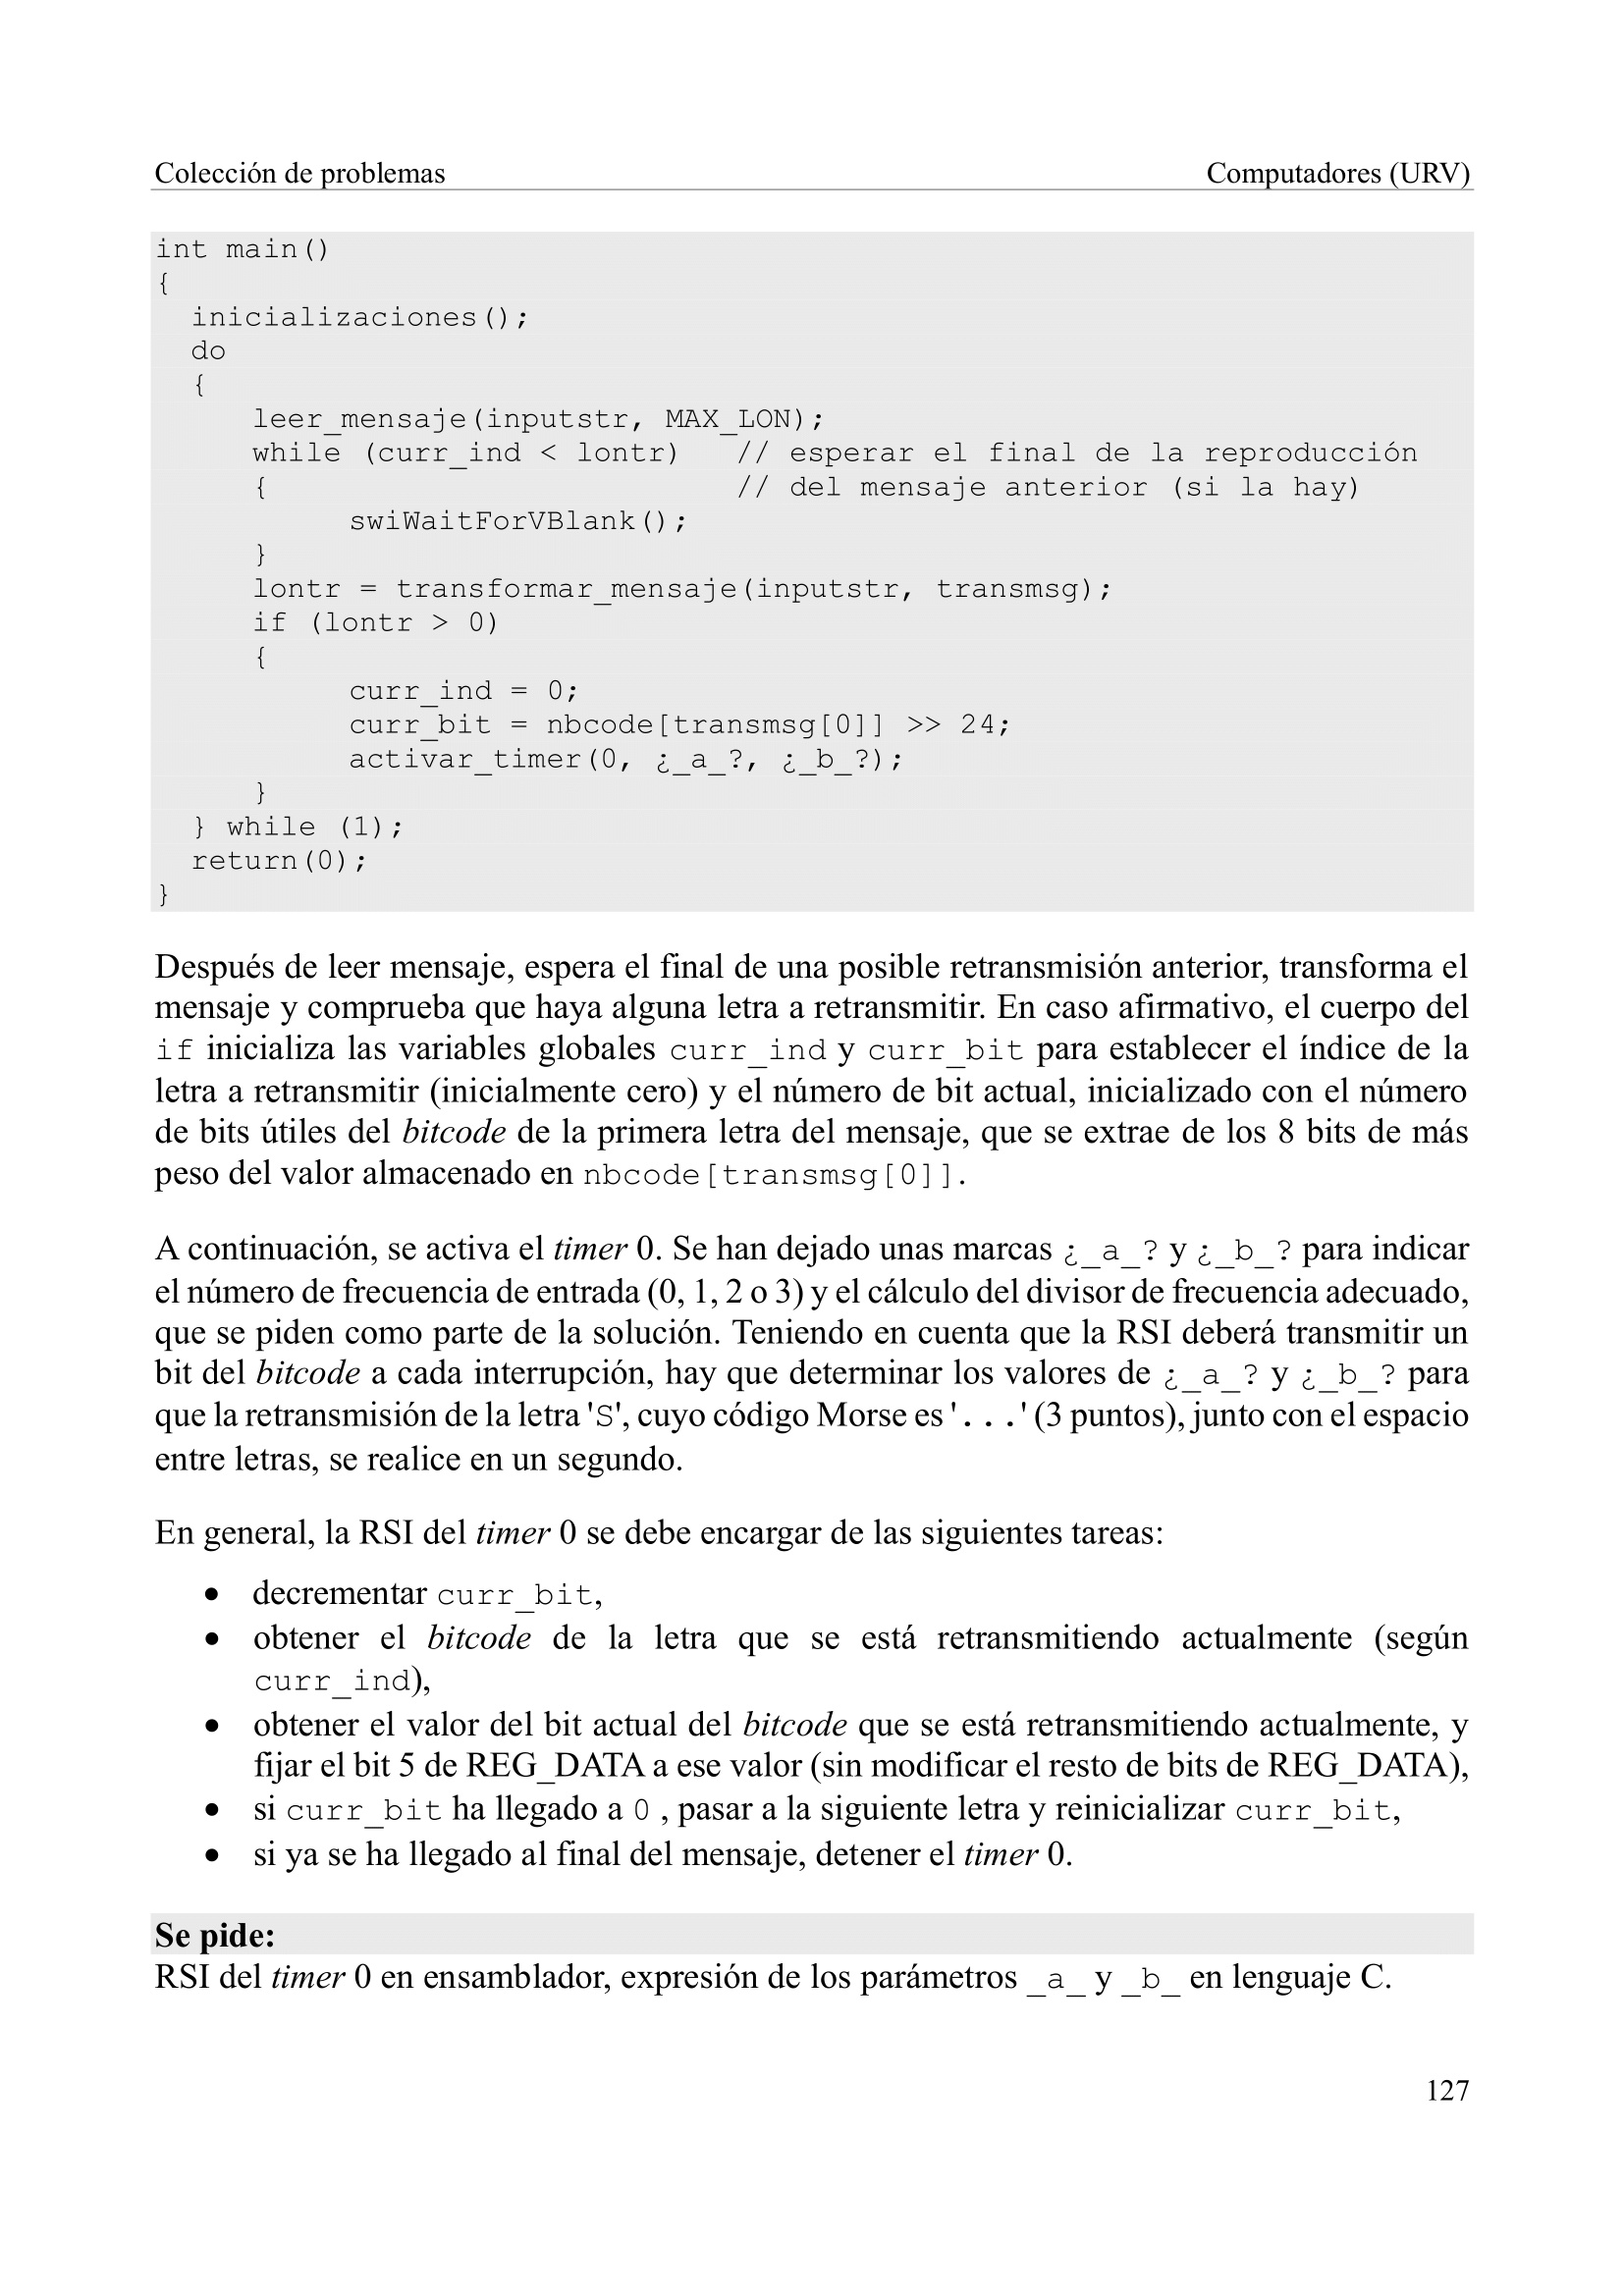 Colección de problemas Computadores (URV)
int main()
{
inicializaciones();
do
{
leer_mensaje(inputstr, MAX_LON);
while (curr_ind < lontr) // esperar el final de la reproducción
{ // del mensaje anterior (si la hay)
swiWaitForVBlank();
}
lontr = transformar_mensaje(inputstr, transmsg);
if (lontr > 0)
{
curr_ind = 0;
curr_bit = nbcode[transmsg[0]] >> 24;
activar_timer(0, ¿_a_?, ¿_b_?);
}
} while (1);
return(0);
}
Después de leer mensaje, espera el final de una posible retransmisión anterior, transforma el
mensaje y comprueba que haya alguna letra a retransmitir. En caso afirmativo, el cuerpo del
if inicializa las variables globales curr_ind y curr_bit para establecer el índice de la
letra a retransmitir (inicialmente cero) y el número de bit actual, inicializado con el número
de bits útiles del bitcode de la primera letra del mensaje, que se extrae de los 8 bits de más
peso del valor almacenado en nbcode[transmsg[0]].
A continuación, se activa el timer 0. Se han dejado unas marcas ¿_a_? y ¿_b_? para indicar
el número de frecuencia de entrada (0, 1, 2 o 3) y el cálculo del divisor de frecuencia adecuado,
que se piden como parte de la solución. Teniendo en cuenta que la RSI deberá transmitir un
bit del bitcode a cada interrupción, hay que determinar los valores de ¿_a_? y ¿_b_? para
que la retransmisión de la letra 'S', cuyo código Morse es '...' (3 puntos), junto con el espacio
entre letras, se realice en un segundo.
En general, la RSI del timer 0 se debe encargar de las siguientes tareas:
• decrementar curr_bit,
• obtener el bitcode de la letra que se está retransmitiendo actualmente (según
curr_ind),
• obtener el valor del bit actual del bitcode que se está retransmitiendo actualmente, y
fijar el bit 5 de REG_DATA a ese valor (sin modificar el resto de bits de REG_DATA),
• si curr_bit ha llegado a 0 , pasar a la siguiente letra y reinicializar curr_bit,
• si ya se ha llegado al final del mensaje, detener el timer 0.
Se pide:
RSI del timer 0 en ensamblador, expresión de los parámetros _a_ y _b_ en lenguaje C.
127